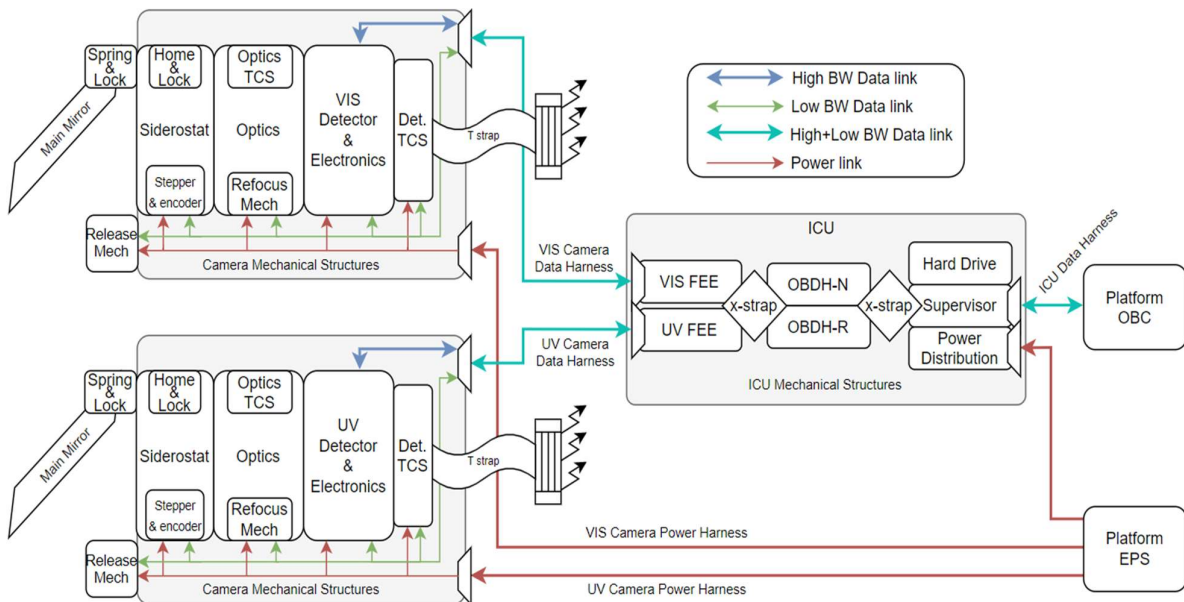 Spring
& Lock
Home
& Lock
Optics
TCS
Main Mirror
Siderostat
Optics
VIS
Detector
&
Electronics
Det.
TCS
T strap
Stepper
& encoder
Refocus
Mech
Release
Mech
Camera Mechanical Structures
High BW Data link
Low BW Data link
High+Low BW Data link
Power link
VIS Camera
Data Harness
UV Camera
Data Harness
ICU
VIS FEE
UV FEE
x-strap
OBDH-N
OBDH-R
x-strap
Hard Drive
Supervisor
Power
Distribution
ICU Mechanical Structures
ICU Data Harness
Platform
OBC
Spring
& Lock
Home
& Lock
Optics
TCS
Main Mirror
Siderostat
Optics
UV
Detector
&
Electronics
Det.
TCS
T strap
Stepper
& encoder
Refocus
Mech
Release
Mech
Camera Mechanical Structures
VIS Camera Power Harness
UV Camera Power Harness
Platform
EPS